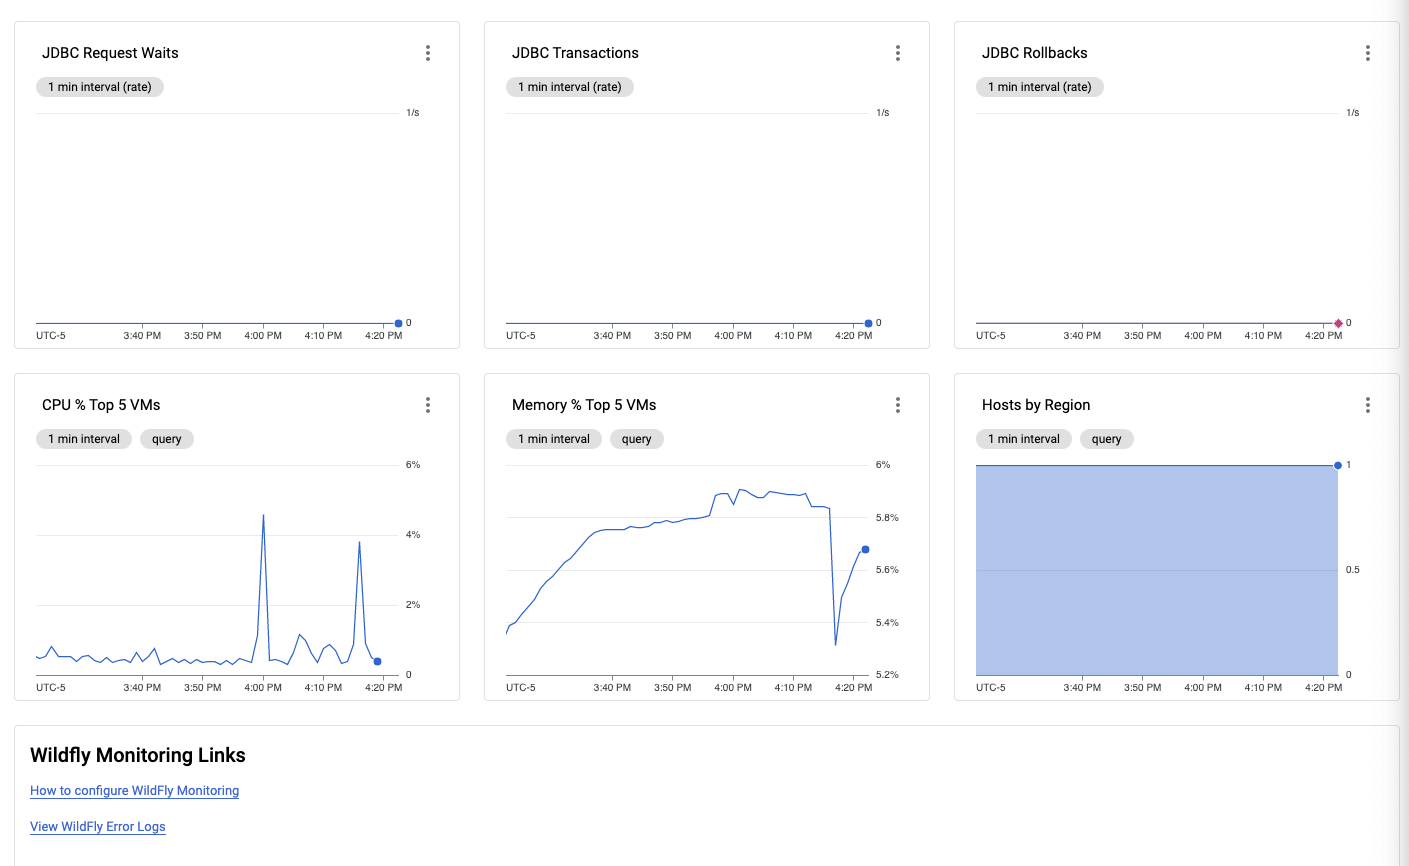 JDBC Request Waits
1 min interval (rate)
1/s
0
UTC-5 3:40 PM 3:50 PM 4:00 PM 4:10 PM 4:20 PM
JDBC Transactions
1 min interval (rate)
1/s
0
UTC-5 3:40 PM 3:50 PM 4:00 PM 4:10 PM 4:20 PM
JDBC Rollbacks
1 min interval (rate)
1/s
0
UTC-5 3:40 PM 3:50 PM 4:00 PM 4:10 PM 4:20 PM
CPU % Top 5 VMs
1 min interval query
6%
4%
2%
0
UTC-5 3:40 PM 3:50 PM 4:00 PM 4:10 PM 4:20 PM
Memory % Top 5 VMs
1 min interval query
6%
5.8%
5.6%
5.4%
5.2%
UTC-5 3:40 PM 3:50 PM 4:00 PM 4:10 PM 4:20 PM
Hosts by Region
1 min interval query
1
0.5
0
UTC-5 3:40 PM 3:50 PM 4:00 PM 4:10 PM 4:20 PM
Wildfly Monitoring Links
How to configure WildFly Monitoring
View WildFly Error Logs